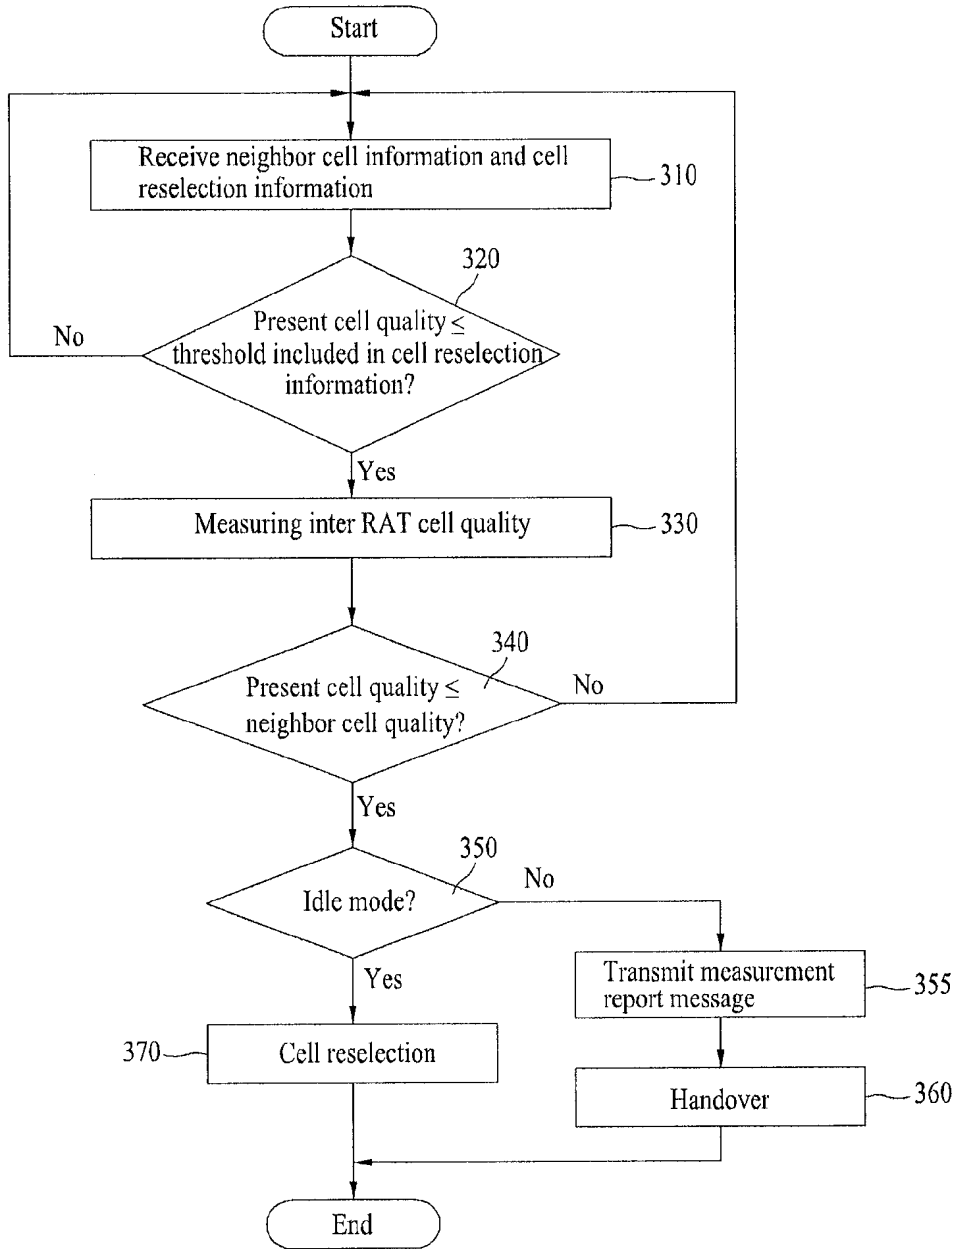 Start
Receive neighbor cell information and cell
reselection information
310
320
Present cell quality ≤
threshold included in cell reselection
information?
No
Yes
Measuring inter RAT cell quality
330
340
Present cell quality ≤
neighbor cell quality?
No
Yes
350
Idle mode?
No
Yes
Transmit measurement
report message
355
370
Cell reselection
Handover
360
End